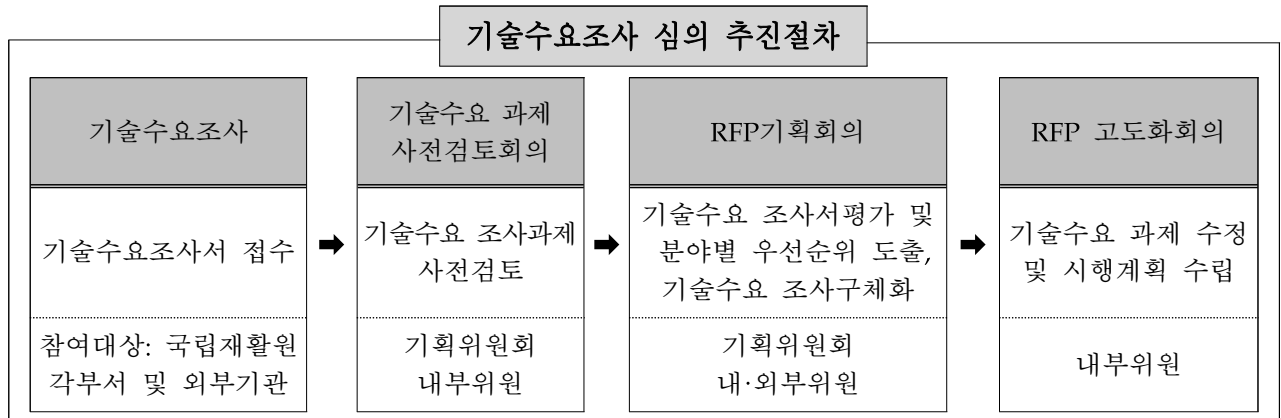 기술수요조사 심의 추진절차
기술수요조사
기술수요조사서 접수
참여대상: 국립재활원
각부서 및 외부기관
➡
기술수요 과제
사전검토회의
기술수요 조사과제
사전검토
기획위원회
내부위원
➡
RFP기획회의
기술수요 조사서평가 및
분야별 우선순위 도출,
기술수요 조사구체화
기획위원회
내·외부위원
➡
RFP 고도화회의
기술수요 과제 수정
및 시행계획 수립
내부위원